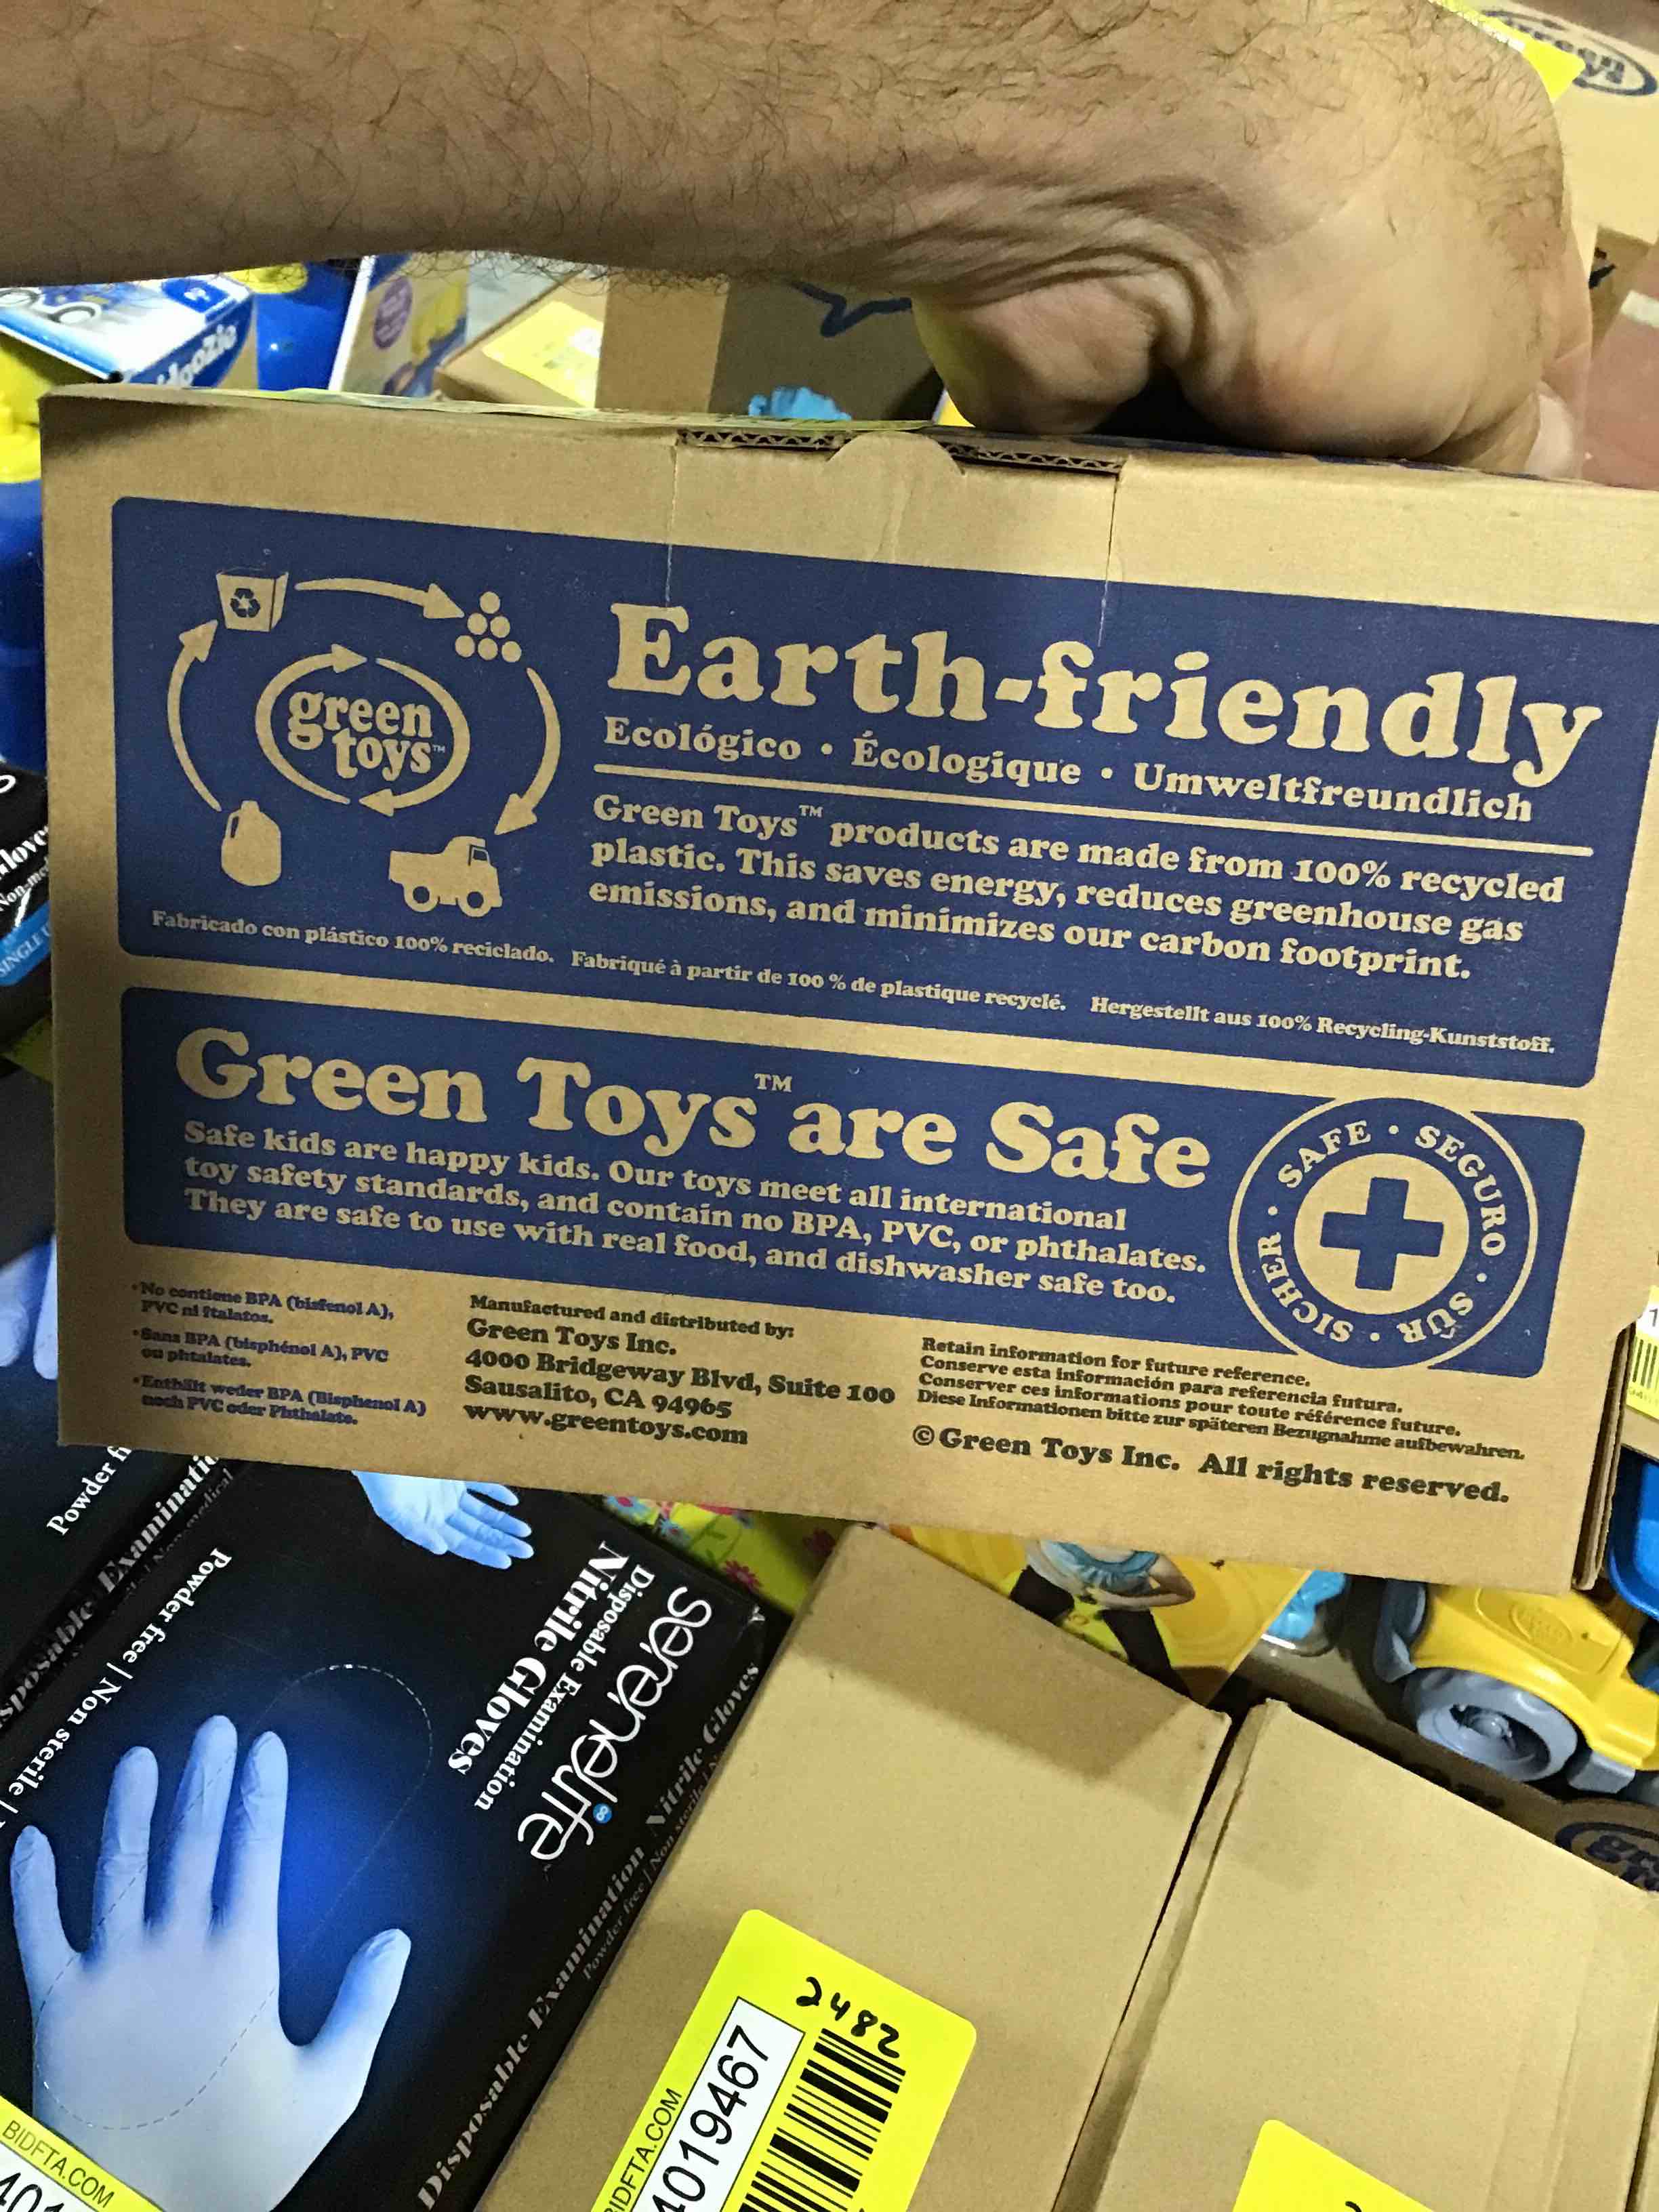 green
toys™
Earth-friendly
Ecológico • Écologique • Umweltfreundlich
Green Toys™ products are made from 100% recycled
plastic. This saves energy, reduces greenhouse gas
emissions, and minimizes our carbon footprint.
Fabricado con plástico 100% reciclado. Fabriqué à partir de 100 % de plastique recyclé. Hergestellt aus 100% Recycling-Kunststoff.
Green Toys™ are Safe
Safe kids are happy kids. Our toys meet all international
toy safety standards, and contain no BPA, PVC, or phthalates.
They are safe to use with real food, and dishwasher safe too.
SAFE • SEGURO • SÛR • SICHER •
•No contiene BPA (bisfenol A),
PVC ni ftalatos.
•Sans BPA (bisphénol A), PVC
ou phtalates.
•Enthält weder BPA (Bisphenol A)
noch PVC oder Phthalate.
Manufactured and distributed by:
Green Toys Inc.
4000 Bridgeway Blvd, Suite 100
Sausalito, CA 94965
www.greentoys.com
Retain information for future reference.
Conserve esta información para referencia futura.
Conserver ces informations pour toute référence future.
Diese Informationen bitte zur späteren Bezugnahme aufbewahren.
© Green Toys Inc. All rights reserved.
Powder free | Non sterile |
serenelife
Disposable Examination
Nitrile Gloves
Disposable Examination Nitrile Gloves
Powder free | Non sterile
Powder
Examination
BIDFTA.COM
2482
4019467
BIDFTA.COM